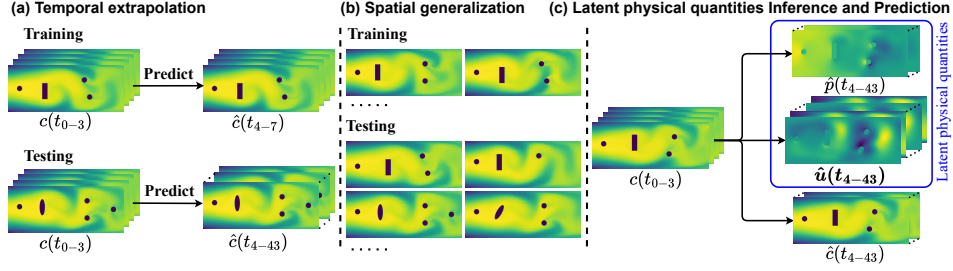 (a) Temporal extrapolation
Training
Predict
c(t₀₋₃)
ĉ(t₄₋₇)
Testing
Predict
c(t₀₋₃)
ĉ(t₄₋₄₃)
(b) Spatial generalization
Training
. . . . .
Testing
. . . . .
(c) Latent physical quantities Inference and Prediction
c(t₀₋₃)
p̂(t₄₋₄₃)
û(t₄₋₄₃)
ĉ(t₄₋₄₃)
Latent physical quantities